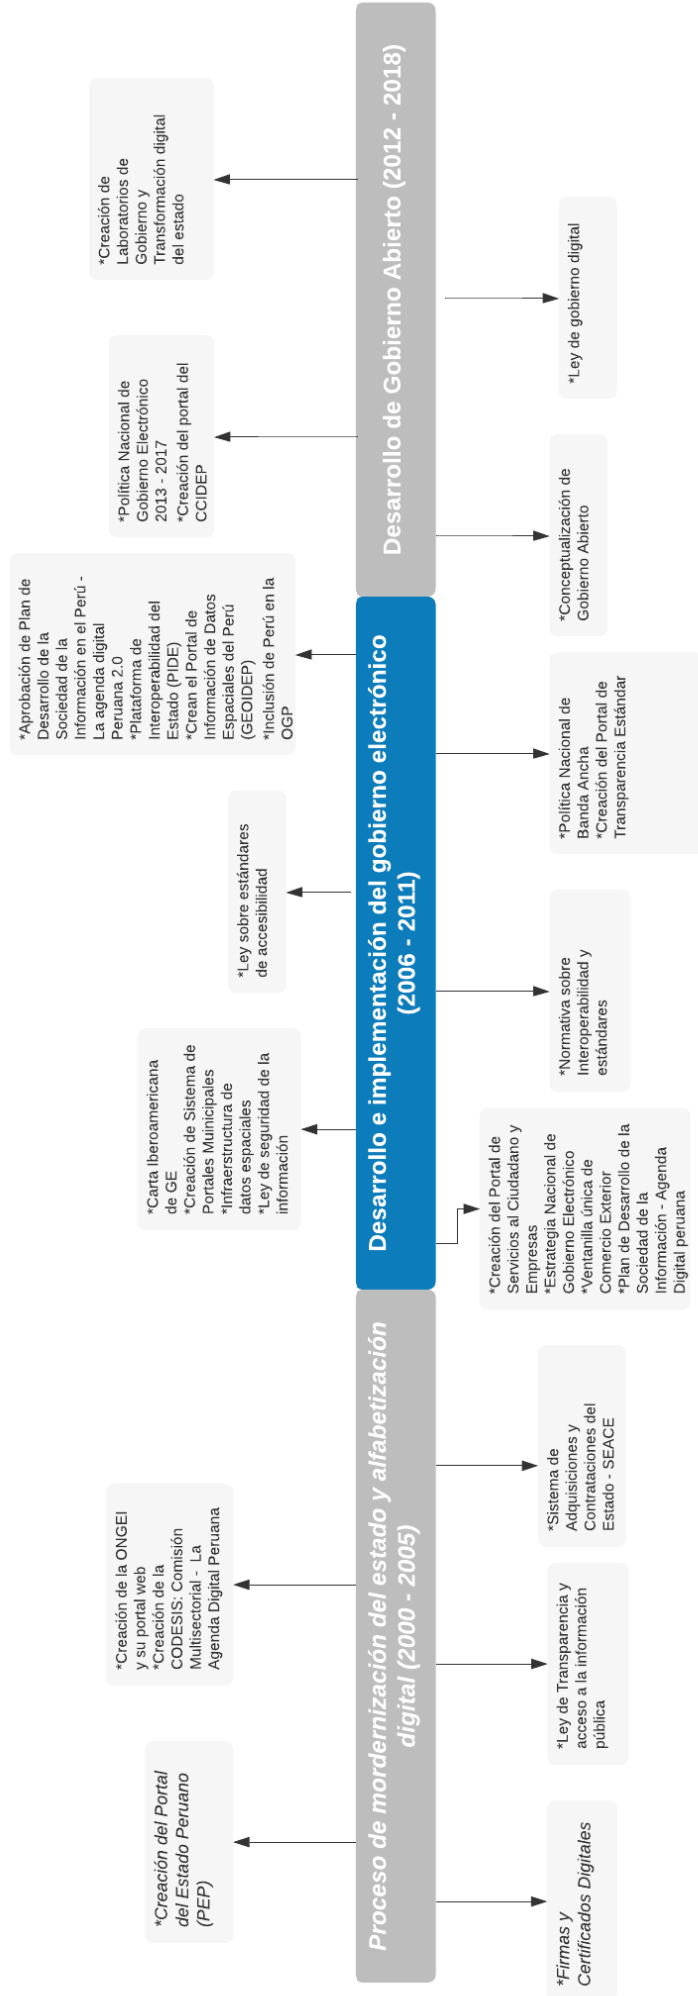 Proceso de mordernización del estado y alfabetización
digital (2000 - 2005)
Desarrollo e implementación del gobierno electrónico
(2006 - 2011)
Desarrollo de Gobierno Abierto (2012 - 2018)
*Creación del Portal
del Estado Peruano
(PEP)
*Creación de la ONGEI
y su portal web
*Creación de la
CODESIS: Comisión
Multisectorial - La
Agenda Digital Peruana
*Carta Iberoamericana
de GE
*Creación de Sistema de
Portales Muinicipales
*Infraerstructura de
datos espaciales
*Ley de seguridad de la
información
*Ley sobre estándares
de accesibilidad
*Aprobación de Plan de
Desarrollo de la
Sociedad de la
Información en el Perú -
La agenda digital
Peruana 2.0
*Plataforma de
Interoperabilidad del
Estado (PIDE)
*Crean el Portal de
Información de Datos
Espaciales del Perú
(GEOIDEP)
*Inclusión de Perú en la
OGP
*Política Nacional de
Gobierno Electrónico
2013 - 2017
*Creación del portal del
CCIDEP
*Creación de
Laboratorios de
Gobierno y
Transformación digital
del estado
*Firmas y
Certificados Digitales
*Ley de Transparencia y
acceso a la información
pública
*Sistema de
Adquisiciones y
Contrataciones del
Estado - SEACE
*Creación del Portal de
Servicios al Ciudadano y
Empresas
*Estrategia Nacional de
Gobierno Electrónico
*Ventanilla única de
Comercio Exterior
*Plan de Desarrollo de la
Sociedad de la
Información - Agenda
Digital peruana
*Normativa sobre
Interoperabilidad y
estándares
*Política Nacional de
Banda Ancha
*Creación del Portal de
Transparencia Estándar
*Conceptualización de
Gobierno Abierto
*Ley de gobierno digital